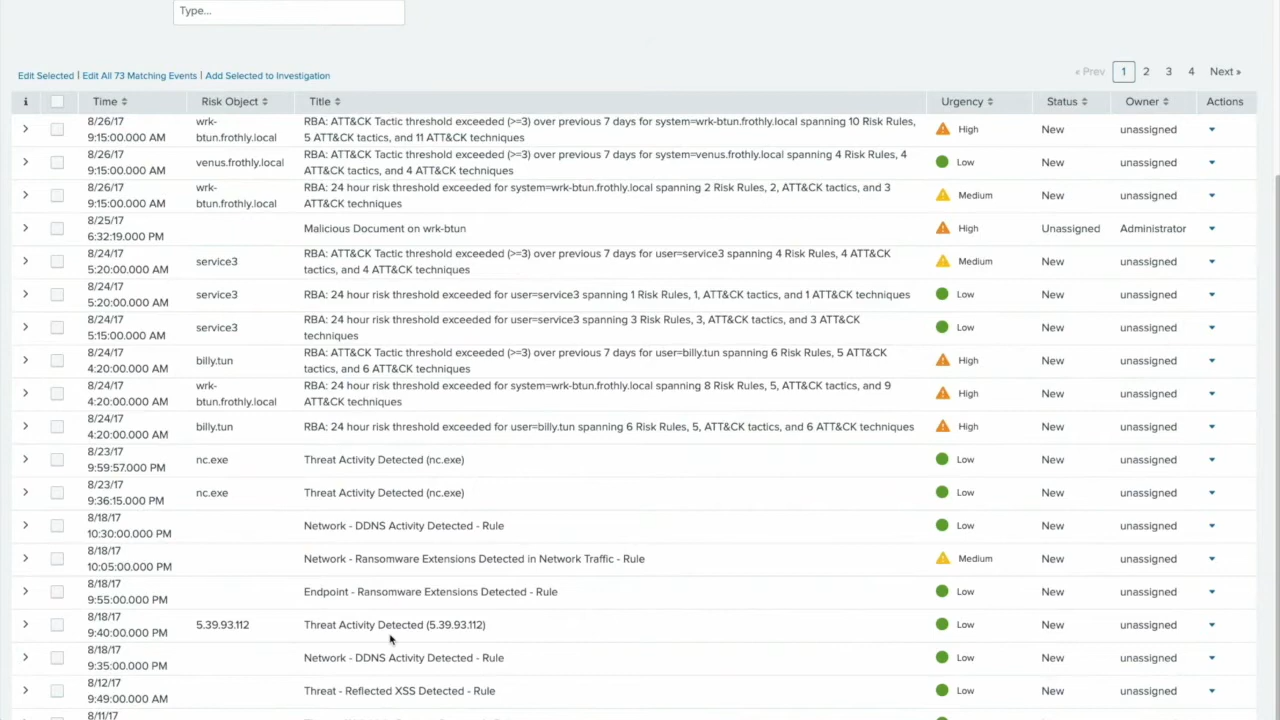 Type...
Edit Selected | Edit All 73 Matching Events | Add Selected to Investigation
« Prev 1 2 3 4 Next »
i Time Risk Object Title Urgency Status Owner Actions
8/26/17 wrk- RBA: ATT&CK Tactic threshold exceeded (>=3) over previous 7 days for system=wrk-btun.frothly.local spanning 10 Risk Rules, High New unassigned
9:15:00.000 AM btun.frothly.local 5 ATT&CK tactics, and 11 ATT&CK techniques
8/26/17 venus.frothly.local RBA: ATT&CK Tactic threshold exceeded (>=3) over previous 7 days for system=venus.frothly.local spanning 4 Risk Rules, 4 Low New unassigned
9:15:00.000 AM ATT&CK tactics, and 4 ATT&CK techniques
8/26/17 wrk- RBA: 24 hour risk threshold exceeded for system=wrk-btun.frothly.local spanning 2 Risk Rules, 2, ATT&CK tactics, and 3 Medium New unassigned
9:15:00.000 AM btun.frothly.local ATT&CK techniques
8/25/17 Malicious Document on wrk-btun High Unassigned Administrator
6:32:19.000 PM
8/24/17 service3 RBA: ATT&CK Tactic threshold exceeded (>=3) over previous 7 days for user=service3 spanning 4 Risk Rules, 4 ATT&CK Medium New unassigned
5:20:00.000 AM tactics, and 4 ATT&CK techniques
8/24/17 service3 RBA: 24 hour risk threshold exceeded for user=service3 spanning 1 Risk Rules, 1, ATT&CK tactics, and 1 ATT&CK techniques Low New unassigned
5:20:00.000 AM
8/24/17 service3 RBA: 24 hour risk threshold exceeded for user=service3 spanning 3 Risk Rules, 3, ATT&CK tactics, and 3 ATT&CK Low New unassigned
5:15:00.000 AM techniques
8/24/17 billy.tun RBA: ATT&CK Tactic threshold exceeded (>=3) over previous 7 days for user=billy.tun spanning 6 Risk Rules, 5 ATT&CK High New unassigned
4:20:00.000 AM tactics, and 6 ATT&CK techniques
8/24/17 wrk- RBA: 24 hour risk threshold exceeded for system=wrk-btun.frothly.local spanning 8 Risk Rules, 5, ATT&CK tactics, and 9 High New unassigned
4:20:00.000 AM btun.frothly.local ATT&CK techniques
8/24/17 billy.tun RBA: 24 hour risk threshold exceeded for user=billy.tun spanning 6 Risk Rules, 5, ATT&CK tactics, and 6 ATT&CK techniques High New unassigned
4:20:00.000 AM
8/23/17 nc.exe Threat Activity Detected (nc.exe) Low New unassigned
9:59:57.000 PM
8/23/17 nc.exe Threat Activity Detected (nc.exe) Low New unassigned
9:36:15.000 PM
8/18/17 Network - DDNS Activity Detected - Rule Low New unassigned
10:30:00.000 PM
8/18/17 Network - Ransomware Extensions Detected in Network Traffic - Rule Medium New unassigned
10:05:00.000 PM
8/18/17 Endpoint - Ransomware Extensions Detected - Rule Low New unassigned
9:55:00.000 PM
8/18/17 5.39.93.112 Threat Activity Detected (5.39.93.112) Low New unassigned
9:40:00.000 PM
8/18/17 Network - DDNS Activity Detected - Rule Low New unassigned
9:35:00.000 PM
8/12/17 Threat - Reflected XSS Detected - Rule Low New unassigned
9:49:00.000 AM
8/11/17